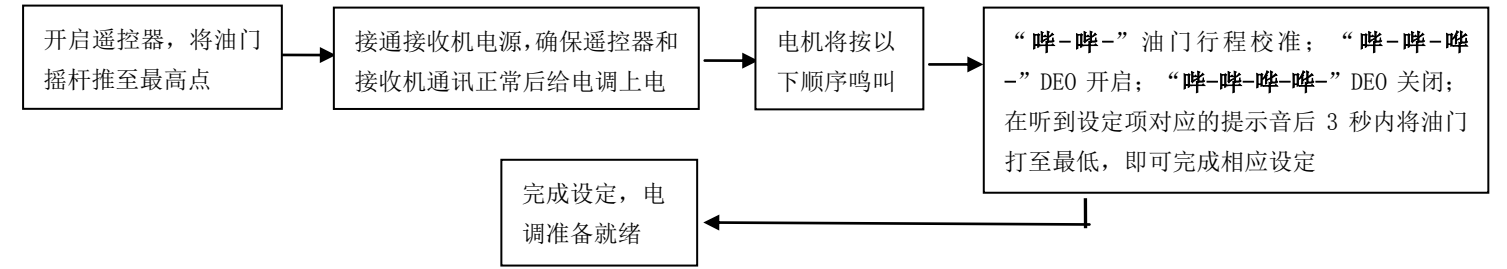 开启遥控器，将油门
摇杆推至最高点
接通接收机电源,确保遥控器和
接收机通讯正常后给电调上电
电机将按以
下顺序鸣叫
“哔-哔-”油门行程校准；“哔-哔-哔
-”DEO 开启；“哔-哔-哔-哔-”DEO 关闭；
在听到设定项对应的提示音后 3 秒内将油门
打至最低，即可完成相应设定
完成设定，电
调准备就绪